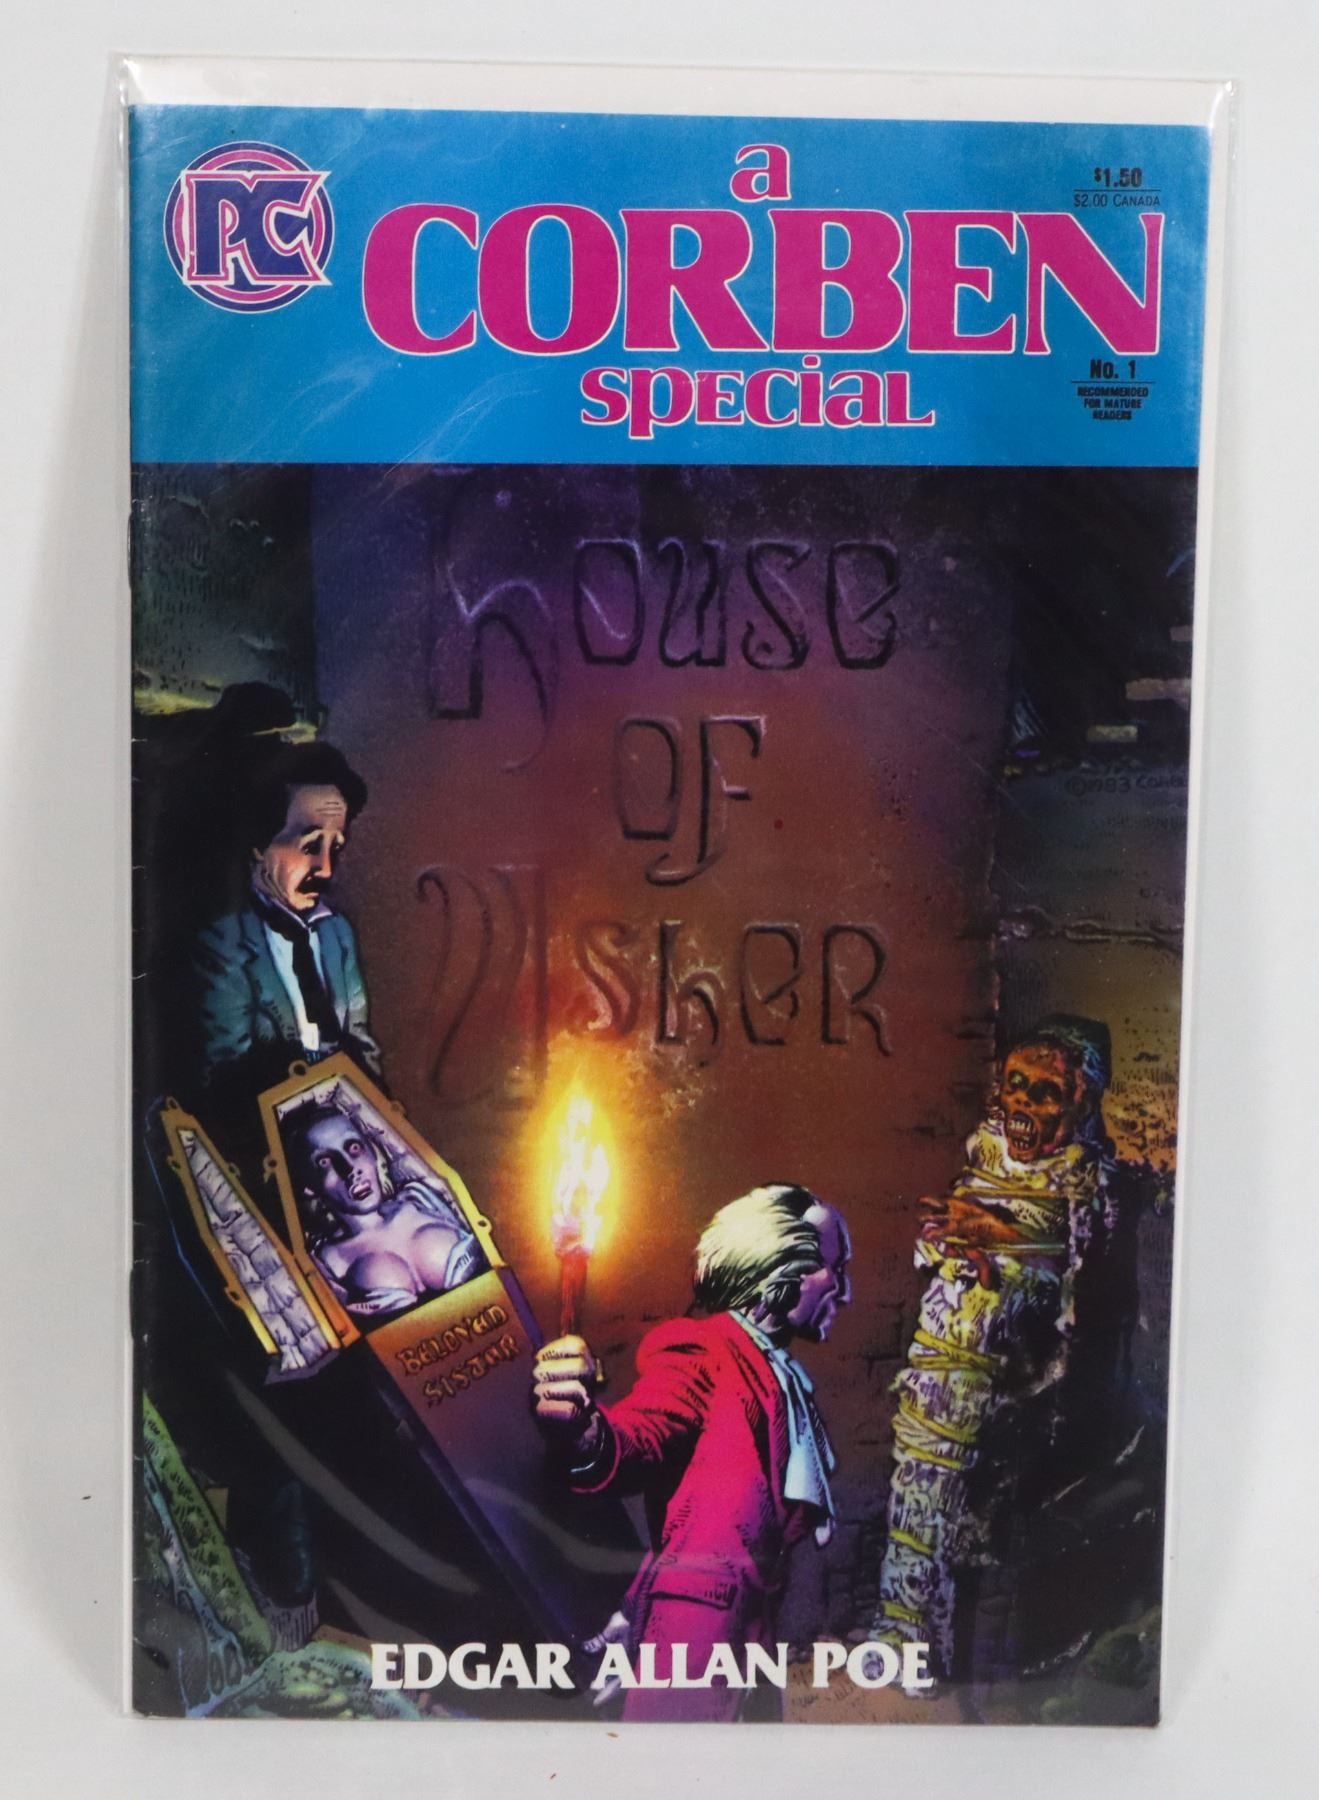 PC
a
CORBEN
special
$1.50
$2.00 CANADA
No. 1
RECOMMENDED
FOR MATURE
READERS
House
OF
UsheR
©1983 Corben
BELOVED
SISTAR
EDGAR ALLAN POE